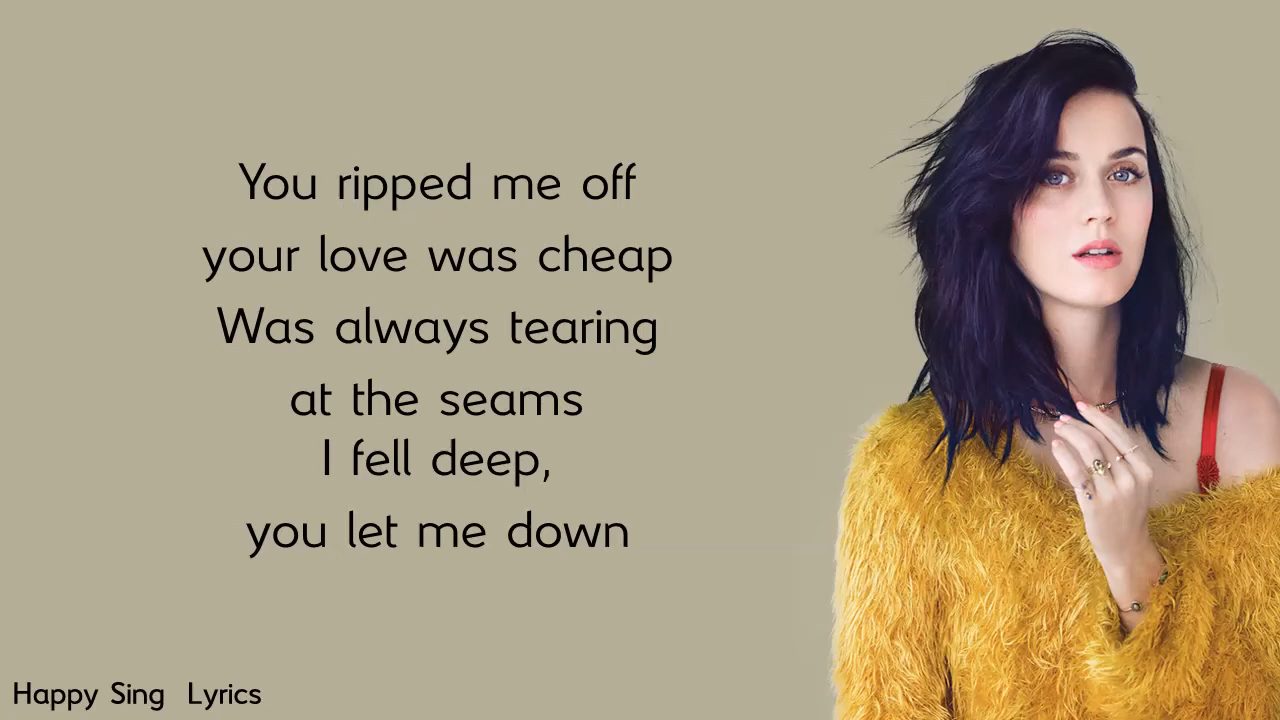 You ripped me off
your love was cheap
Was always tearing
at the seams
I fell deep,
you let me down
Happy Sing Lyrics